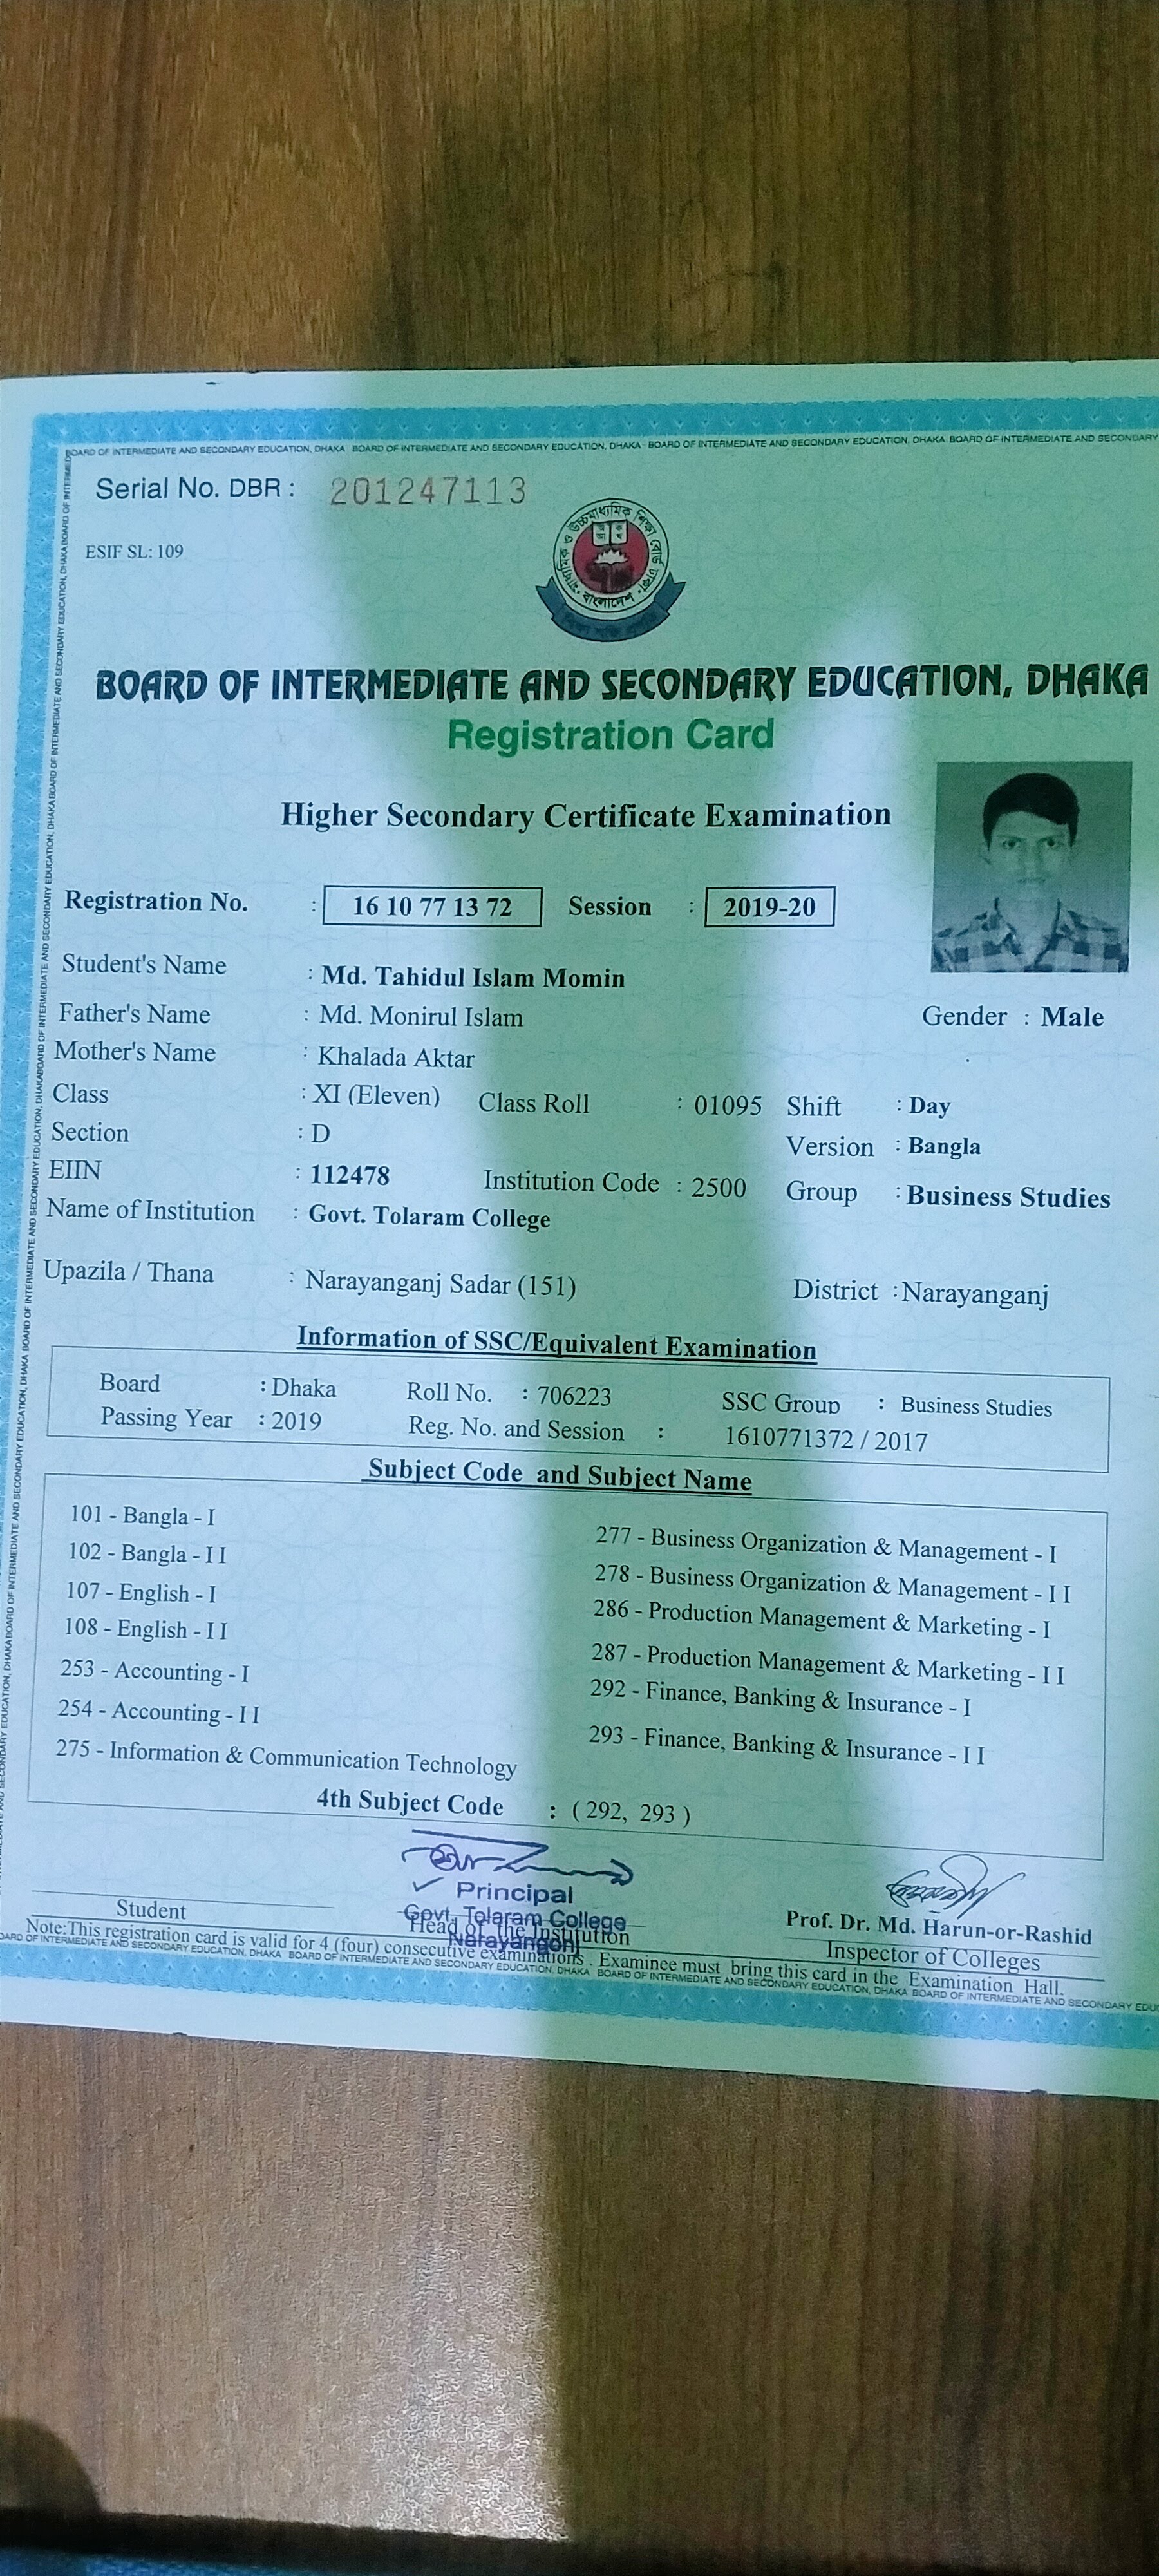 BOARD OF INTERMEDIATE AND SECONDARY EDUCATION, DHAKA BOARD OF INTERMEDIATE AND SECONDARY EDUCATION, DHAKA BOARD OF INTERMEDIATE AND SECONDARY EDUCATION, DHAKA BOARD OF INTERMEDIATE AND SECONDARY
Serial No. DBR : 201247113
ESIF SL: 109
মাধ্যমিক ও উচ্চমাধ্যমিক শিক্ষা বোর্ড ঢাকা
বাংলাদেশ
BOARD OF INTERMEDIATE AND SECONDARY EDUCATION, DHAKA
Registration Card
Higher Secondary Certificate Examination
Registration No. : 16 10 77 13 72 Session : 2019-20
Student's Name : Md. Tahidul Islam Momin
Father's Name : Md. Monirul Islam Gender : Male
Mother's Name : Khalada Aktar
Class : XI (Eleven) Class Roll : 01095 Shift : Day
Section : D Version : Bangla
EIIN : 112478 Institution Code : 2500 Group : Business Studies
Name of Institution : Govt. Tolaram College
Upazila / Thana : Narayanganj Sadar (151) District : Narayanganj
Information of SSC/Equivalent Examination
Board : Dhaka Roll No. : 706223 SSC Group : Business Studies
Passing Year : 2019 Reg. No. and Session : 1610771372 / 2017
Subject Code and Subject Name
101 - Bangla - I
102 - Bangla - I I
107 - English - I
108 - English - I I
253 - Accounting - I
254 - Accounting - I I
275 - Information & Communication Technology
277 - Business Organization & Management - I
278 - Business Organization & Management - I I
286 - Production Management & Marketing - I
287 - Production Management & Marketing - I I
292 - Finance, Banking & Insurance - I
293 - Finance, Banking & Insurance - I I
4th Subject Code : ( 292, 293 )
Principal
Govt. Tolaram College
Narayangonj
Student
Head of the Institution
Prof. Dr. Md. Harun-or-Rashid
Inspector of Colleges
Note:This registration card is valid for 4 (four) consecutive examinations . Examinee must bring this card in the Examination Hall.
BOARD OF INTERMEDIATE AND SECONDARY EDUCATION, DHAKA BOARD OF INTERMEDIATE AND SECONDARY EDUCATION, DHAKA BOARD OF INTERMEDIATE AND SECONDARY EDUCATION, DHAKA BOARD OF INTERMEDIATE AND SECONDARY